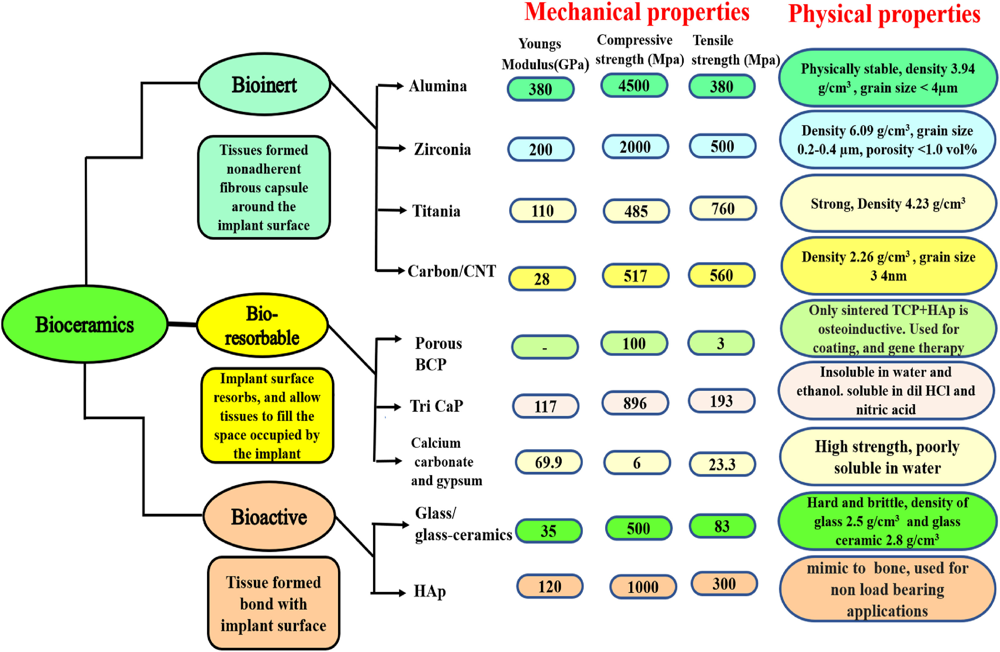 Mechanical properties
Physical properties
Youngs
Modulus(GPa)
Compressive
strength (Mpa)
Tensile
strength (Mpa)
Bioinert
Tissues formed
nonadherent
fibrous capsule
around the
implant surface
Alumina
380
4500
380
Physically stable, density 3.94
g/cm³ , grain size < 4µm
Zirconia
200
2000
500
Density 6.09 g/cm³, grain size
0.2-0.4 µm, porosity <1.0 vol%
Titania
110
485
760
Strong, Density 4.23 g/cm³
Carbon/CNT
28
517
560
Density 2.26 g/cm³ , grain size
3 4nm
Bioceramics
Bio-
resorbable
Implant surface
resorbs, and allow
tissues to fill the
space occupied by
the implant
Porous
BCP
-
100
3
Only sintered TCP+HAp is
osteoinductive. Used for
coating, and gene therapy
Tri CaP
117
896
193
Insoluble in water and
ethanol. soluble in dil HCl and
nitric acid
Calcium
carbonate
and gypsum
69.9
6
23.3
High strength, poorly
soluble in water
Bioactive
Tissue formed
bond with
implant surface
Glass/
glass-ceramics
35
500
83
Hard and brittle, density of
glass 2.5 g/cm³ and glass
ceramic 2.8 g/cm³
HAp
120
1000
300
mimic to bone, used for
non load bearing
applications